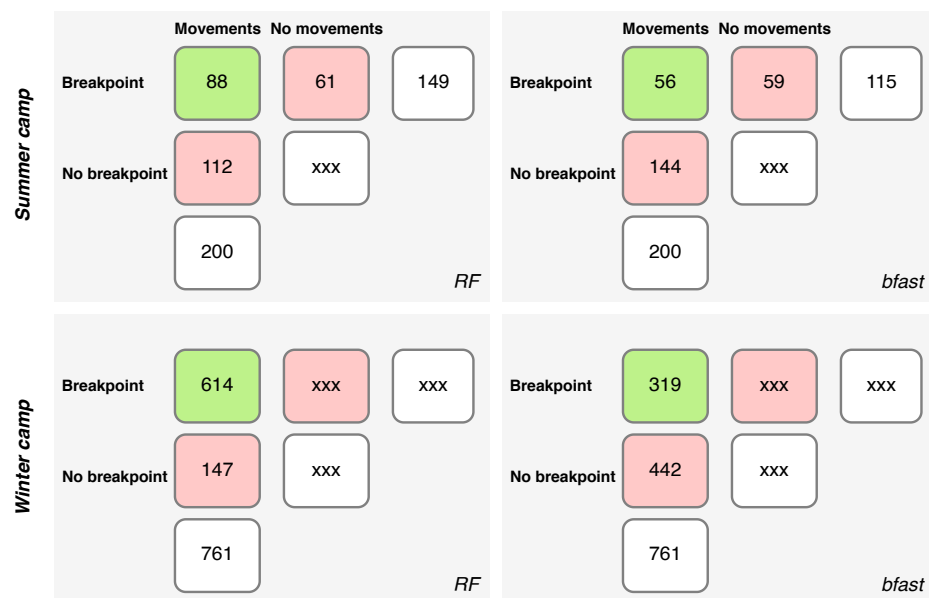 Movements No movements
Breakpoint 88 61 149
No breakpoint 112 xxx
200
RF
Movements No movements
Breakpoint 56 59 115
No breakpoint 144 xxx
200
bfast
Summer camp
Breakpoint 614 xxx xxx
No breakpoint 147 xxx
761
RF
Breakpoint 319 xxx xxx
No breakpoint 442 xxx
761
bfast
Winter camp